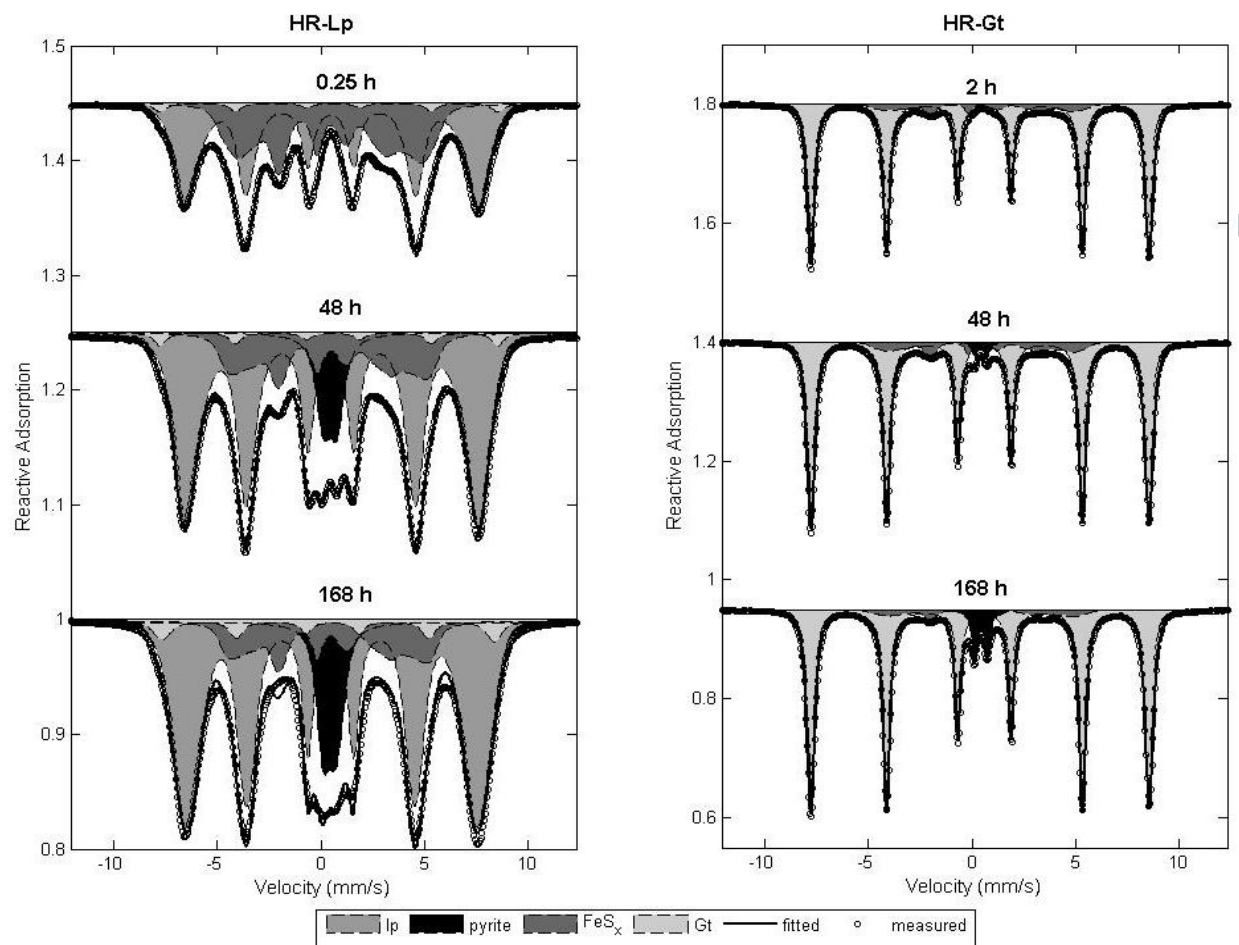 HR-Lp
HR-Gt
1.5
0.25 h
1.4
1.3
48 h
1.2
1.1
168 h
1
0.9
0.8
-10 -5 0 5 10
Velocity (mm/s)
Reactive Adsorption
2 h
1.8
1.6
48 h
1.4
1.2
1
168 h
0.8
0.6
-10 -5 0 5 10
Velocity (mm/s)
Reactive Adsorption
lp pyrite FeSx Gt fitted measured